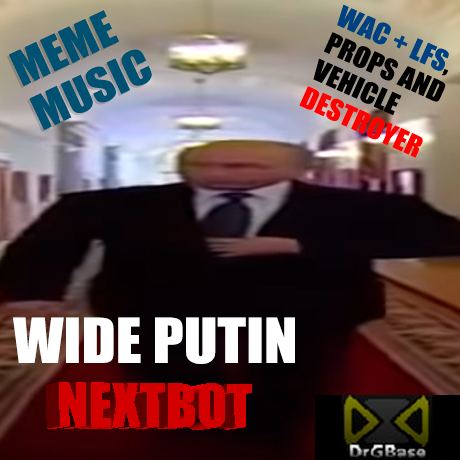 MEME
MUSIC
WAC + LFS,
PROPS AND
VEHICLE
DESTROYER
WIDE PUTIN
NEXTBOT
DrGBase